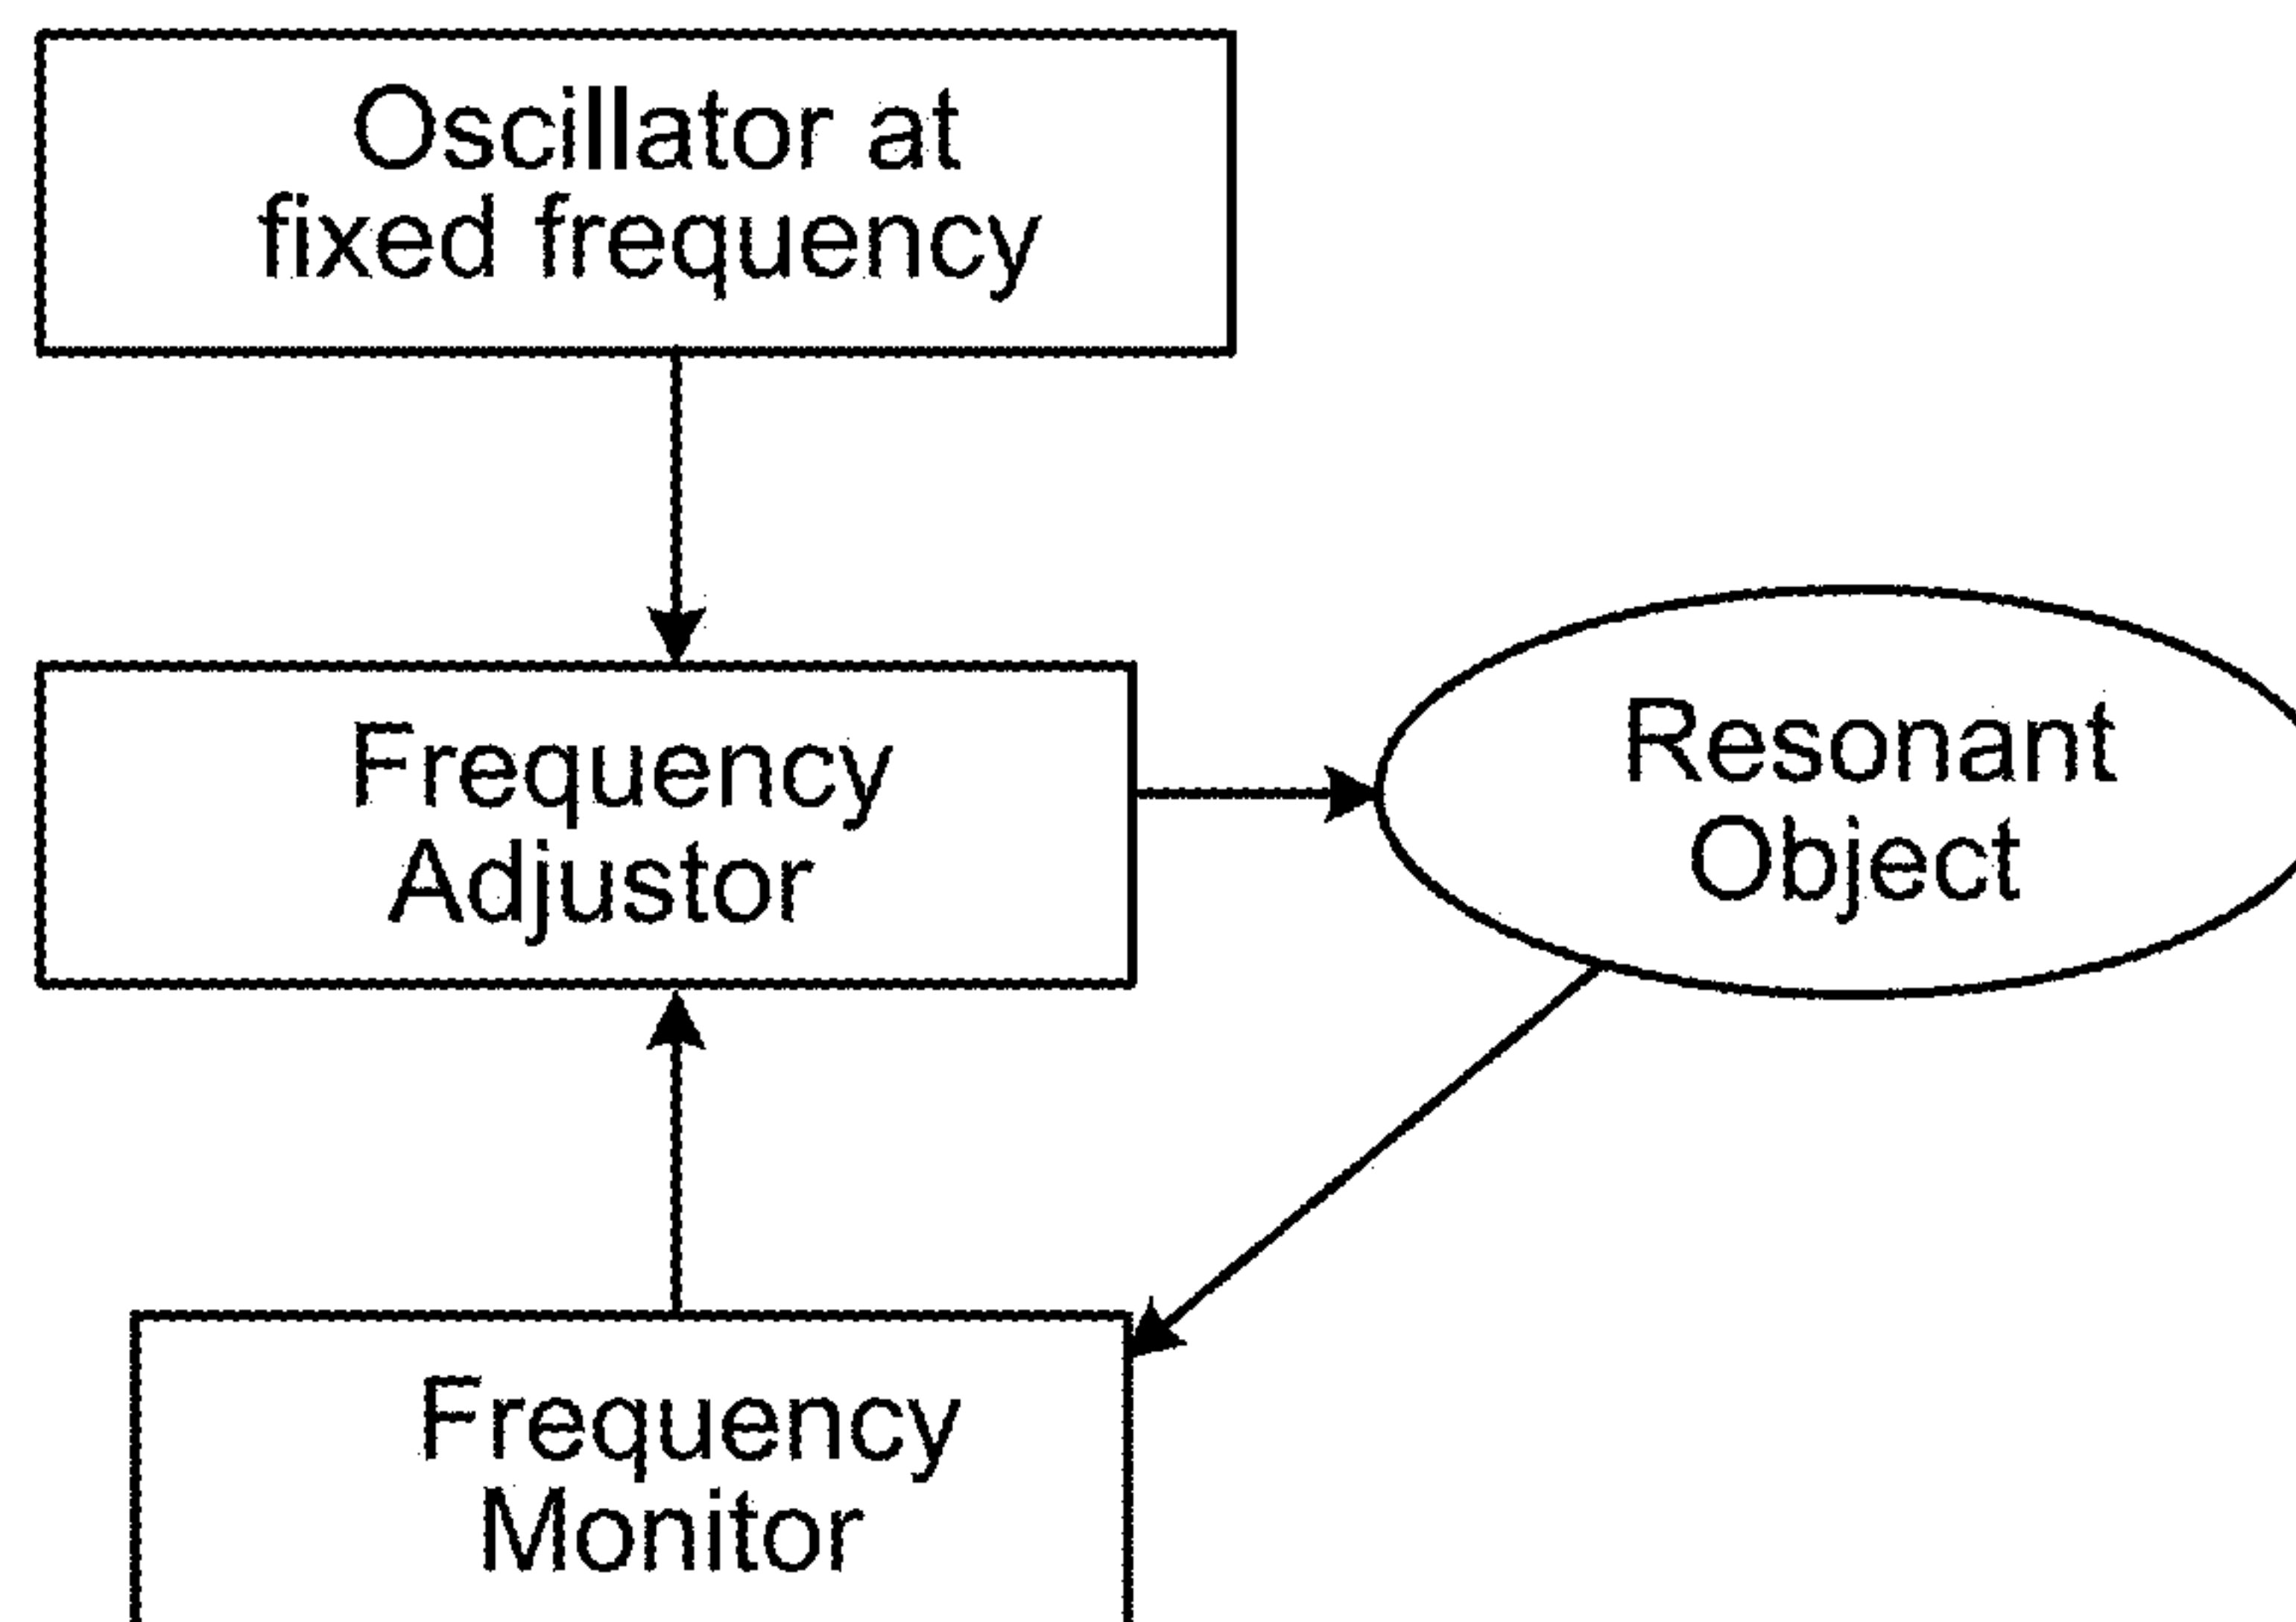 Oscillator at
fixed frequency
Frequency
Adjustor
Resonant
Object
Frequency
Monitor